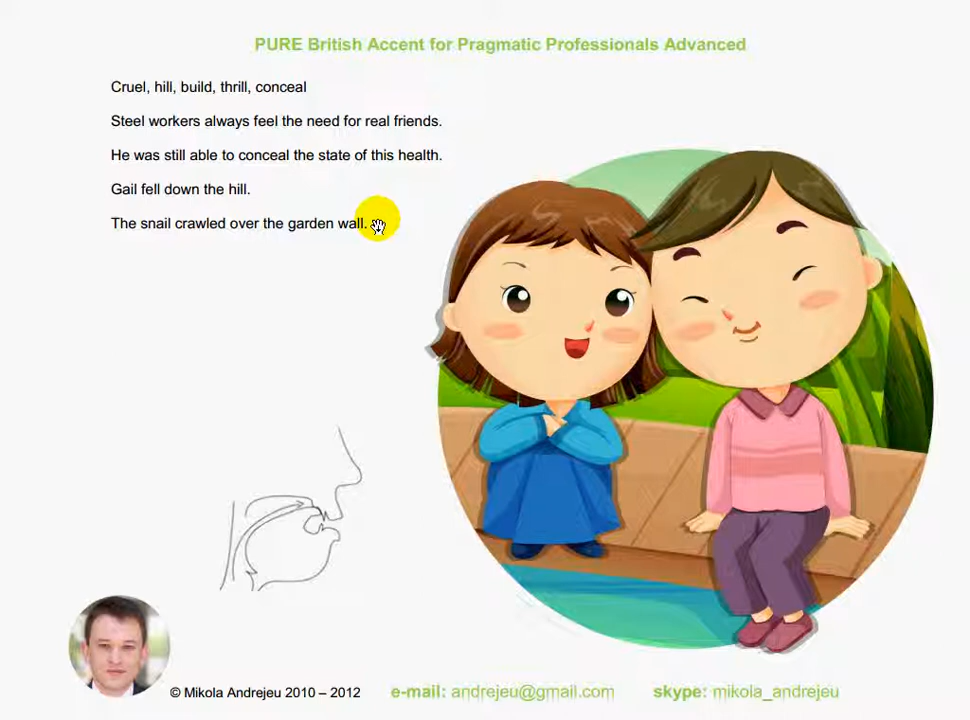 PURE British Accent for Pragmatic Professionals Advanced
Cruel, hill, build, thrill, conceal
Steel workers always feel the need for real friends.
He was still able to conceal the state of this health.
Gail fell down the hill.
The snail crawled over the garden wall.
© Mikola Andrejeu 2010 – 2012 e-mail: andrejeu@gmail.com skype: mikola_andrejeu